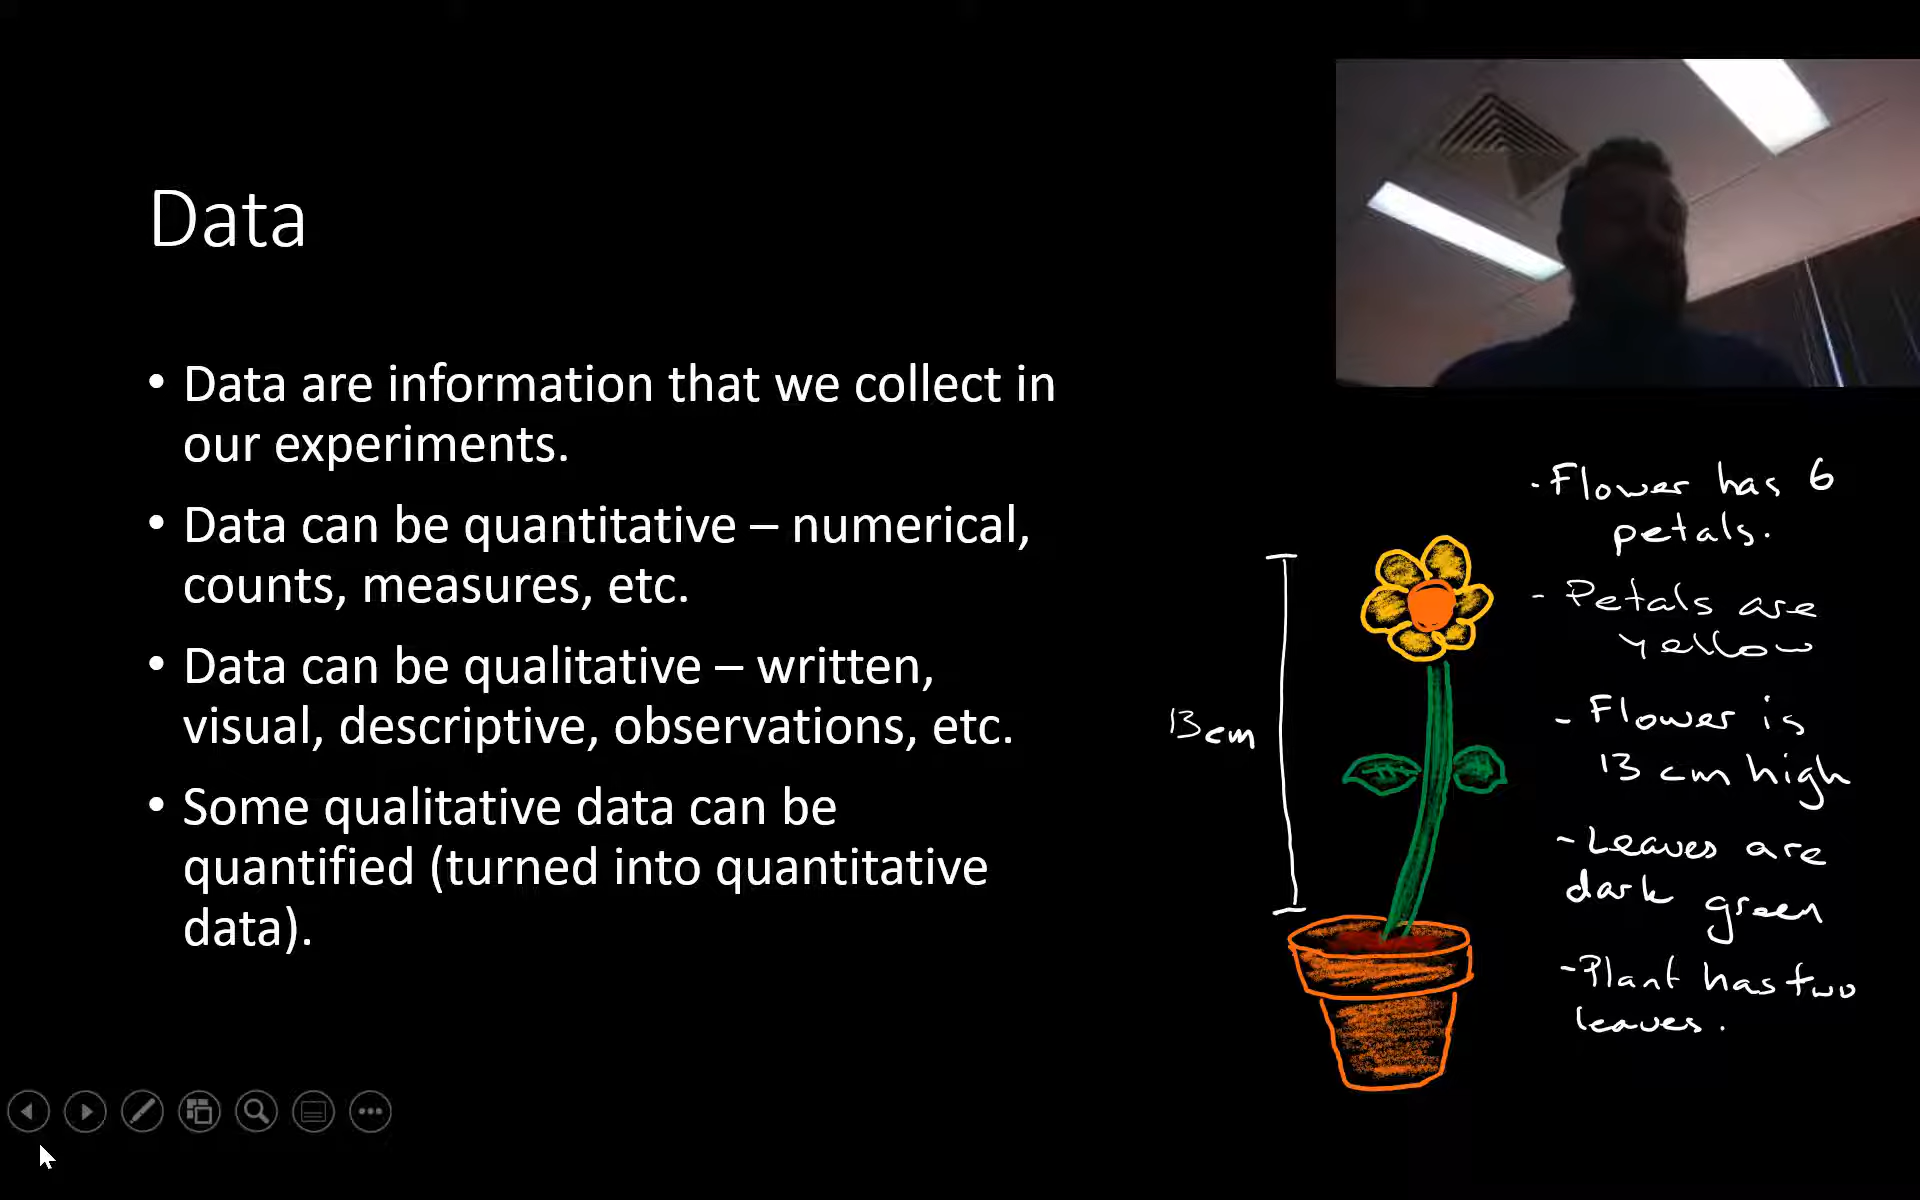 Data
• Data are information that we collect in
our experiments.
• Data can be quantitative – numerical,
counts, measures, etc.
• Data can be qualitative – written,
visual, descriptive, observations, etc.
• Some qualitative data can be
quantified (turned into quantitative
data).
13cm
- Flower has 6
petals.
- Petals are
yellow
- Flower is
13 cm high
- Leaves are
dark green
- Plant has two
leaves.